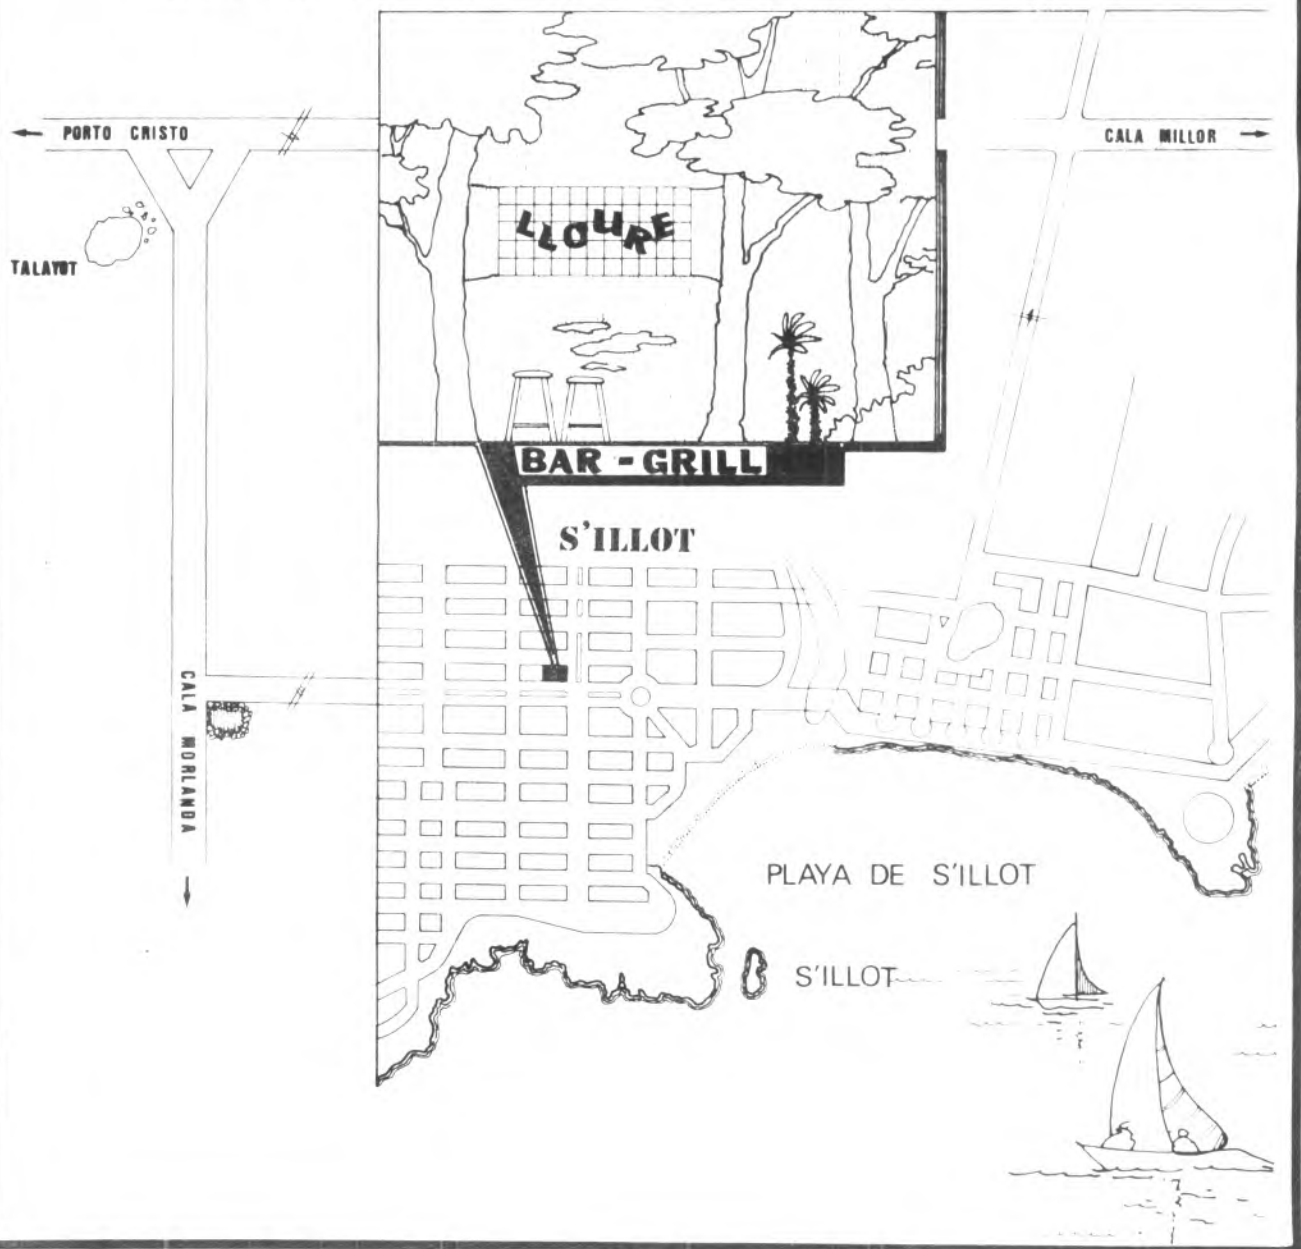 PORTO CRISTO
CALA MILLOR
LLOURE
TALAYOT
BAR - GRILL
S'ILLOT
CALA MORLANDA
PLAYA DE S'ILLOT
S'ILLOT